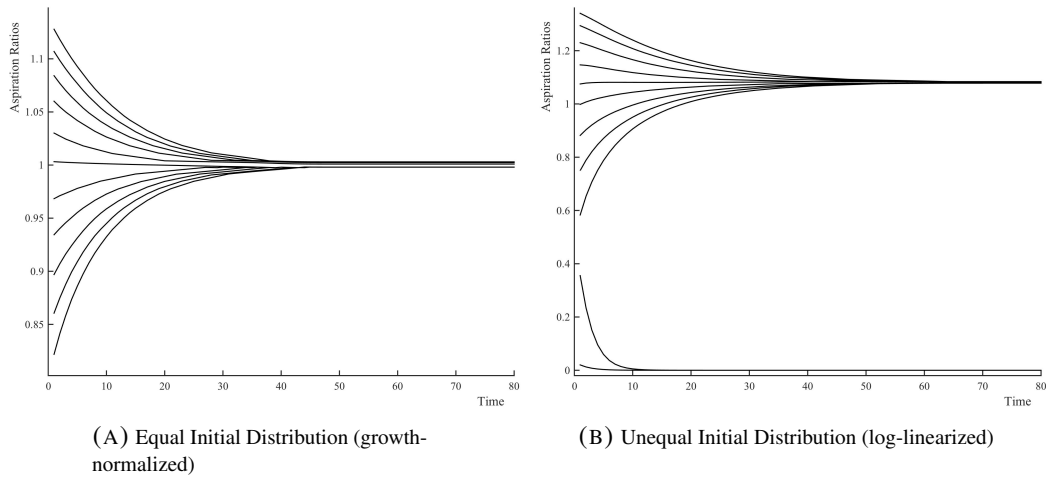 Aspiration Ratios
1.1
1.05
1
0.95
0.9
0.85
0 10 20 30 40 50 60 70 80
Time
(A) Equal Initial Distribution (growth-
normalized)
Aspiration Ratios
1.2
1
0.8
0.6
0.4
0.2
0
0 10 20 30 40 50 60 70 80
Time
(B) Unequal Initial Distribution (log-linearized)